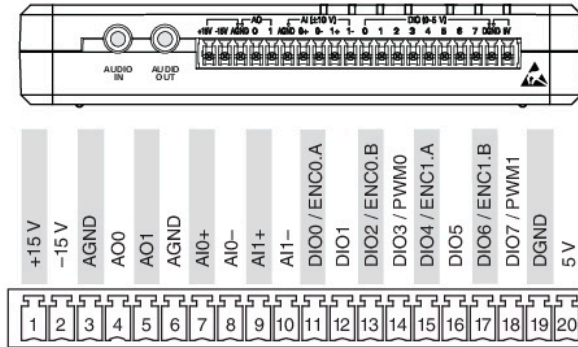 AO AI (±10 V) DIO (0-5 V)
+15V -15V AGND 0 1 AGND 0+ 0- 1+ 1- 0 1 2 3 4 5 6 7 DGND 5V
AUDIO IN
AUDIO OUT
+15 V
–15 V
AGND
AO0
AO1
AGND
AI0+
AI0–
AI1+
AI1–
DIO0 / ENC0.A
DIO1
DIO2 / ENC0.B
DIO3 / PWM0
DIO4 / ENC1.A
DIO5
DIO6 / ENC1.B
DIO7 / PWM1
DGND
5 V
1 2 3 4 5 6 7 8 9 10 11 12 13 14 15 16 17 18 19 20